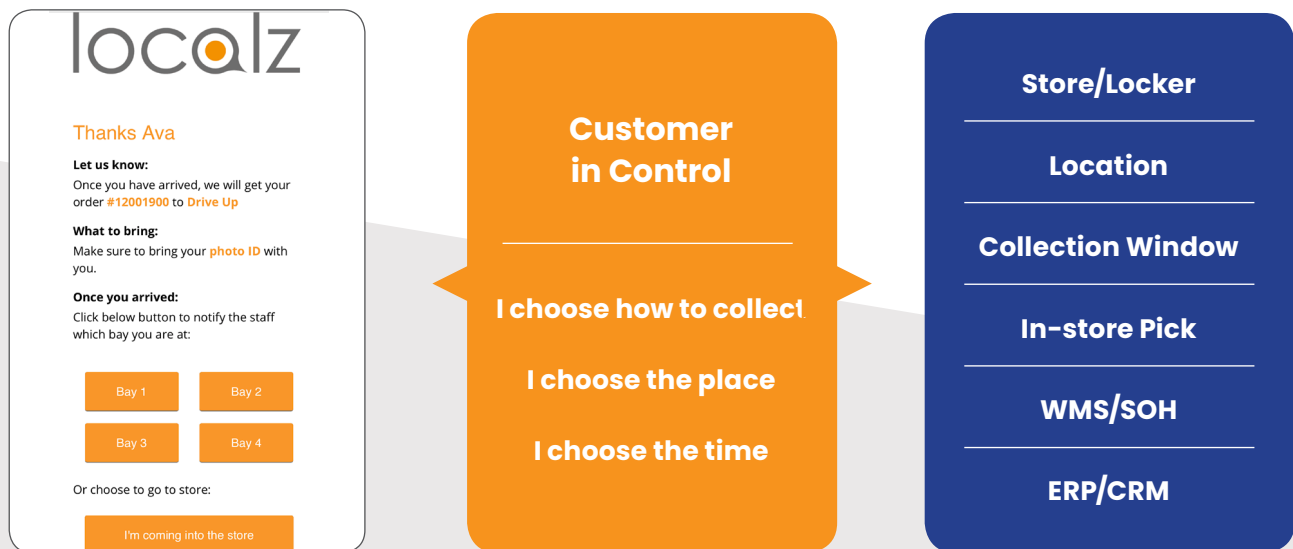 localz
Thanks Ava
Let us know:
Once you have arrived, we will get your
order #12001900 to Drive Up
What to bring:
Make sure to bring your photo ID with
you.
Once you arrived:
Click below button to notify the staff
which bay you are at:
Bay 1
Bay 2
Bay 3
Bay 4
Or choose to go to store:
I'm coming into the store
Customer
in Control
I choose how to collect
I choose the place
I choose the time
Store/Locker
Location
Collection Window
In-store Pick
WMS/SOH
ERP/CRM